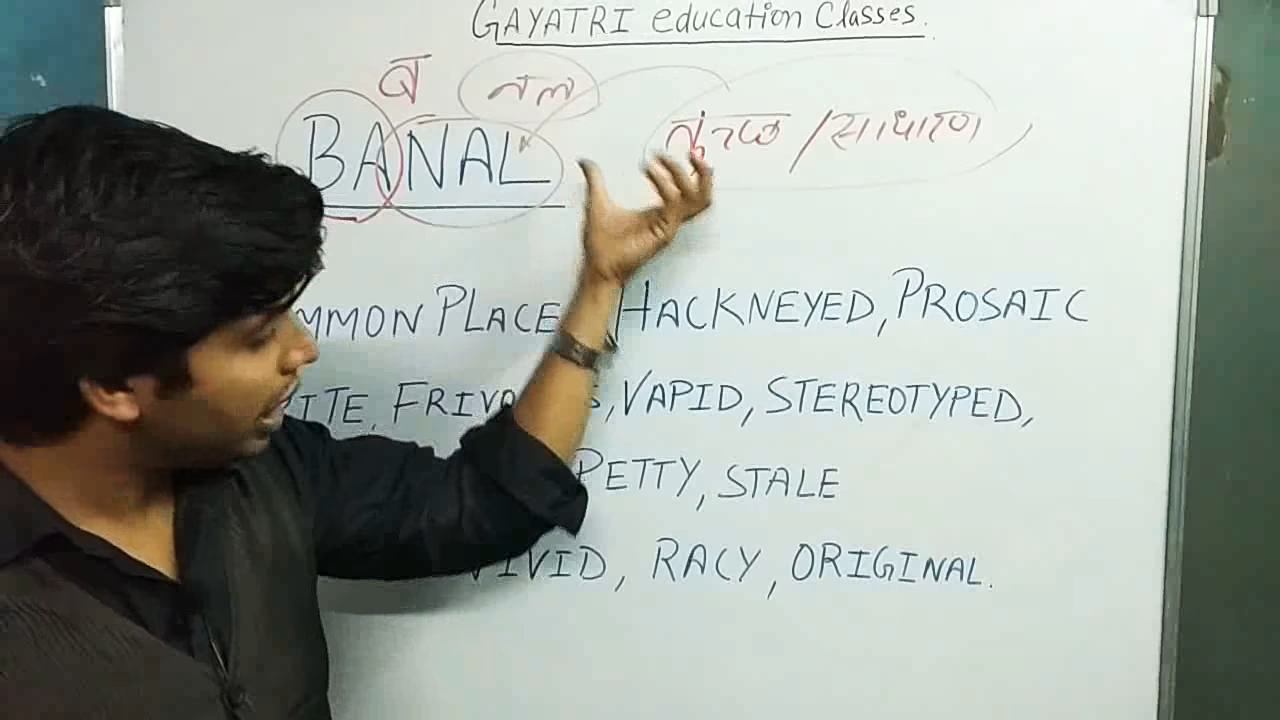 GAYATRI education Classes.
ब नल
BANAL
तुच्छ / साधारण
MMON PLACE, HACKNEYED, PROSAIC
ITE, FRIVO S, VAPID, STEREOTYPED,
PETTY, STALE
VIVID, RACY, ORIGINAL.